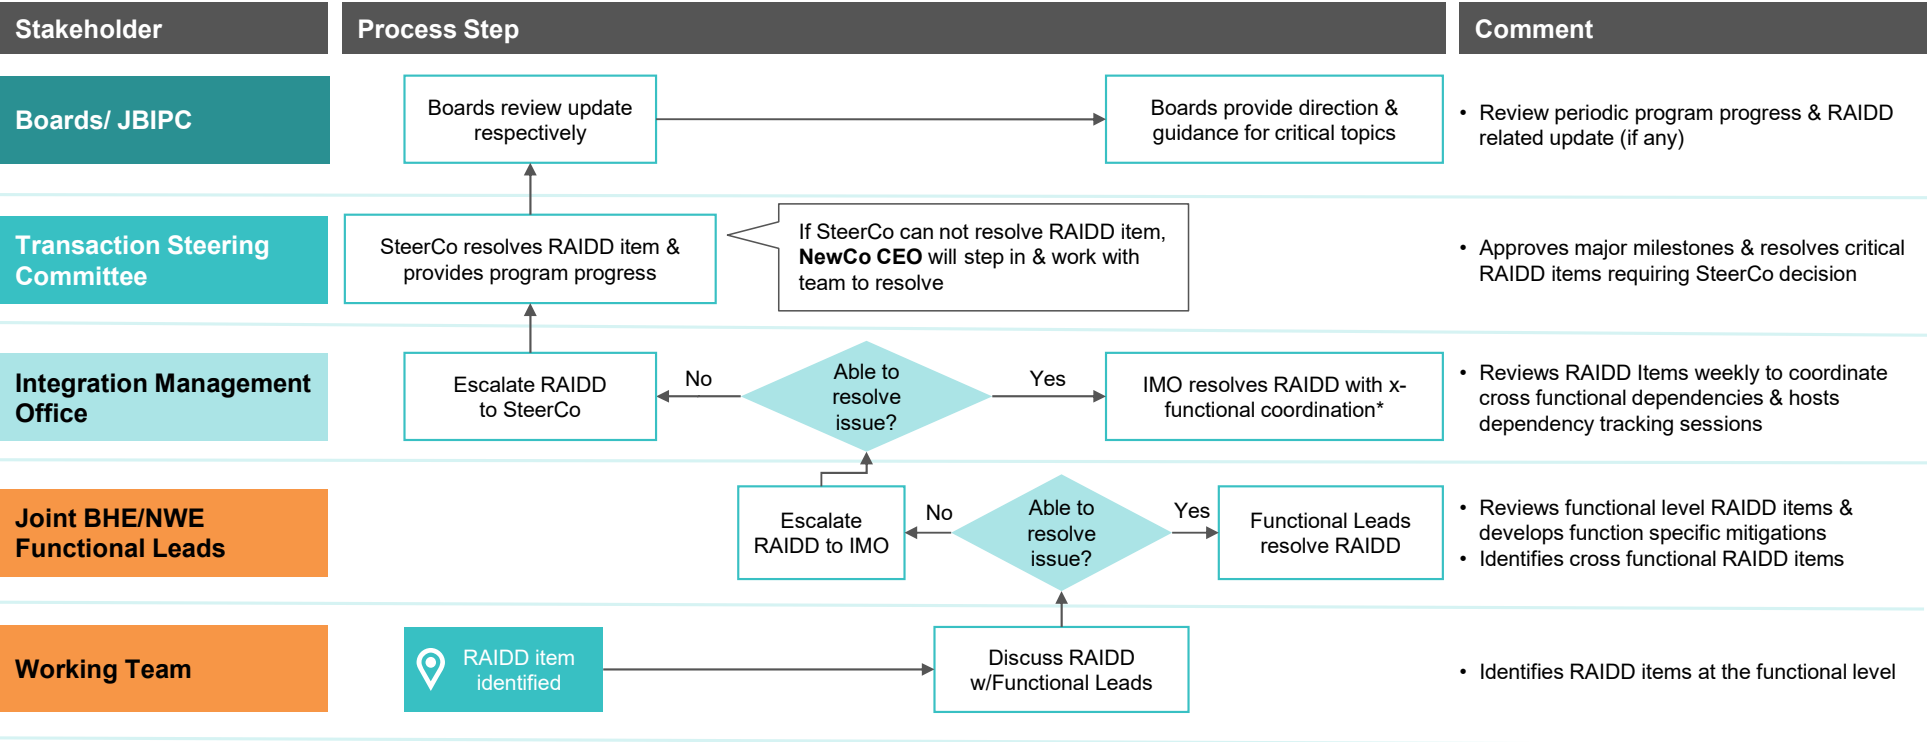 Stakeholder
Process Step
Comment
Boards/ JBIPC
Boards review update
respectively
Boards provide direction &
guidance for critical topics
• Review periodic program progress & RAIDD
related update (if any)
Transaction Steering
Committee
SteerCo resolves RAIDD item &
provides program progress
If SteerCo can not resolve RAIDD item,
NewCo CEO will step in & work with
team to resolve
• Approves major milestones & resolves critical
RAIDD items requiring SteerCo decision
Integration Management
Office
Escalate RAIDD
to SteerCo
No
Able to
resolve
issue?
Yes
IMO resolves RAIDD with x-
functional coordination*
• Reviews RAIDD Items weekly to coordinate
cross functional dependencies & hosts
dependency tracking sessions
Joint BHE/NWE
Functional Leads
Escalate
RAIDD to IMO
No
Able to
resolve
issue?
Yes
Functional Leads
resolve RAIDD
• Reviews functional level RAIDD items &
develops function specific mitigations
• Identifies cross functional RAIDD items
Working Team
RAIDD item
identified
Discuss RAIDD
w/Functional Leads
• Identifies RAIDD items at the functional level